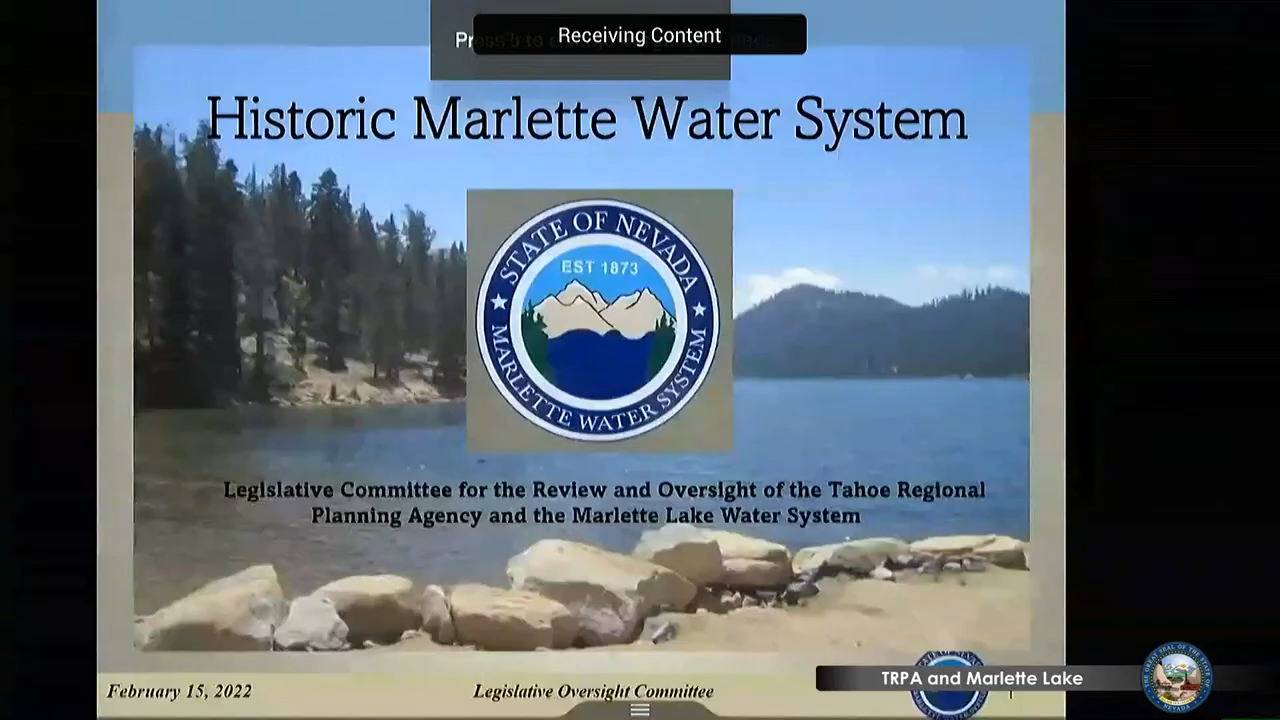 Receiving Content
Historic Marlette Water System
STATE OF NEVADA
EST 1873
MARLETTE WATER SYSTEM
Legislative Committee for the Review and Oversight of the Tahoe Regional
Planning Agency and the Marlette Lake Water System
February 15, 2022
Legislative Oversight Committee
TRPA and Marlette Lake
1